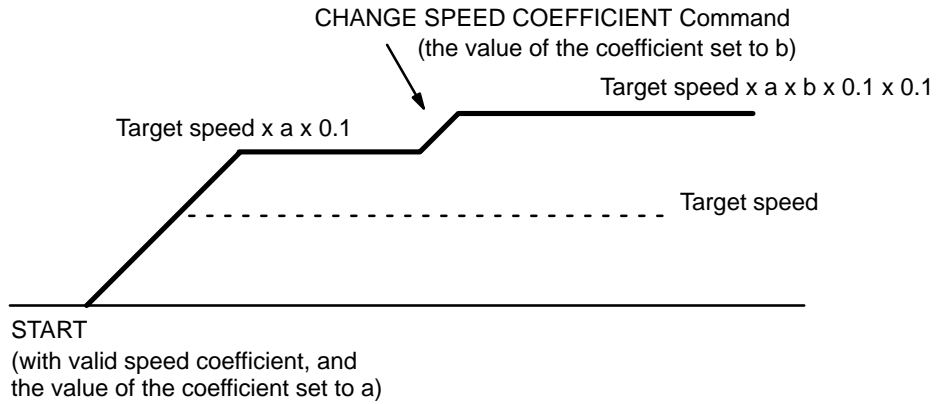 CHANGE SPEED COEFFICIENT Command
(the value of the coefficient set to b)
Target speed x a x b x 0.1 x 0.1
Target speed x a x 0.1
Target speed
START
(with valid speed coefficient, and
the value of the coefficient set to a)